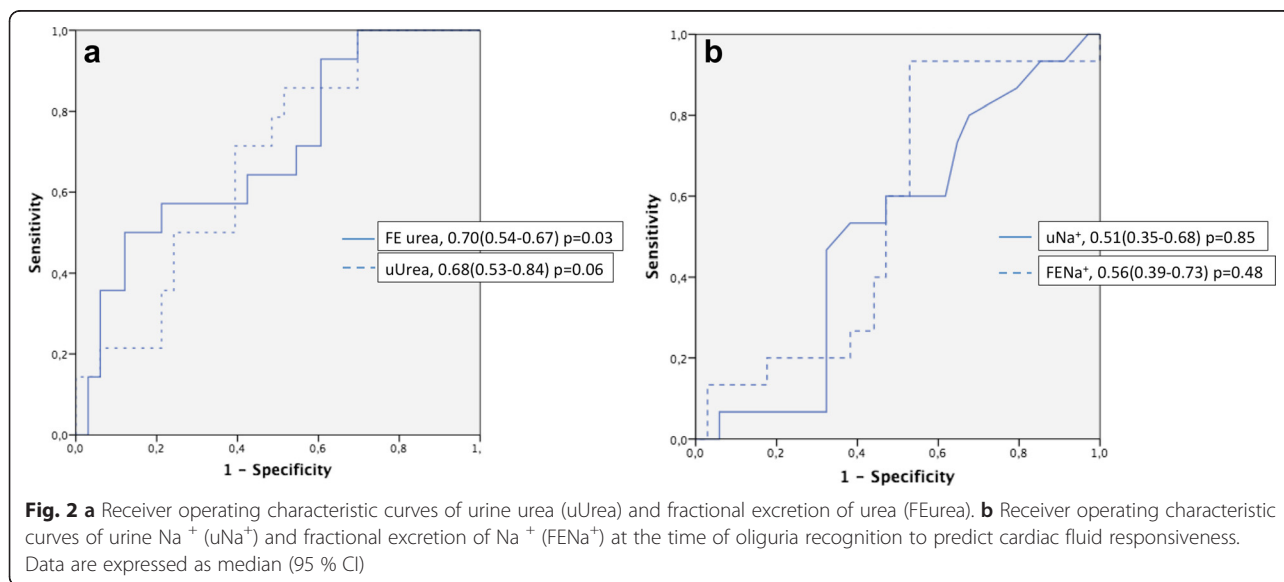 a
1,0
0,8
0,6
0,4
0,2
0,0
Sensitivity
FE urea, 0.70(0.54-0.67) p=0.03
uUrea, 0.68(0.53-0.84) p=0.06
0,0 0,2 0,4 0,6 0,8 1,
1 - Specificity
b
1,0
0,8
0,6
0,4
0,2
0,0
Sensitivity
uNa⁺, 0.51(0.35-0.68) p=0.85
FENa⁺, 0.56(0.39-0.73) p=0.48
0,0 0,2 0,4 0,6 0,8 1,0
1 - Specificity
Fig. 2 a Receiver operating characteristic curves of urine urea (uUrea) and fractional excretion of urea (FEurea). b Receiver operating characteristic
curves of urine Na ⁺ (uNa⁺) and fractional excretion of Na ⁺ (FENa⁺) at the time of oliguria recognition to predict cardiac fluid responsiveness.
Data are expressed as median (95 % CI)